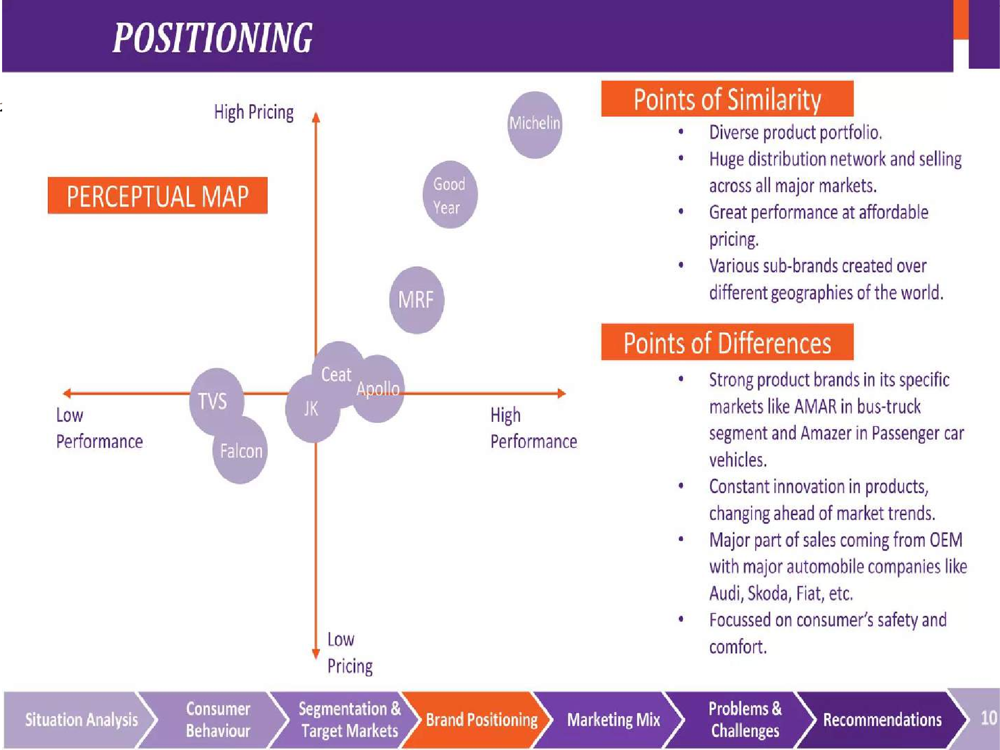 POSITIONING
High Pricing
PERCEPTUAL MAP
Michelin
Good
Year
MRF
Ceat
Apollo
TVS
JK
Falcon
Low
Performance
High
Performance
Low
Pricing
Points of Similarity
• Diverse product portfolio.
• Huge distribution network and selling
across all major markets.
• Great performance at affordable
pricing.
• Various sub-brands created over
different geographies of the world.
Points of Differences
• Strong product brands in its specific
markets like AMAR in bus-truck
segment and Amazer in Passenger car
vehicles.
• Constant innovation in products,
changing ahead of market trends.
• Major part of sales coming from OEM
with major automobile companies like
Audi, Skoda, Fiat, etc.
• Focussed on consumer’s safety and
comfort.
Situation Analysis
Consumer
Behaviour
Segmentation &
Target Markets
Brand Positioning
Marketing Mix
Problems &
Challenges
Recommendations
10